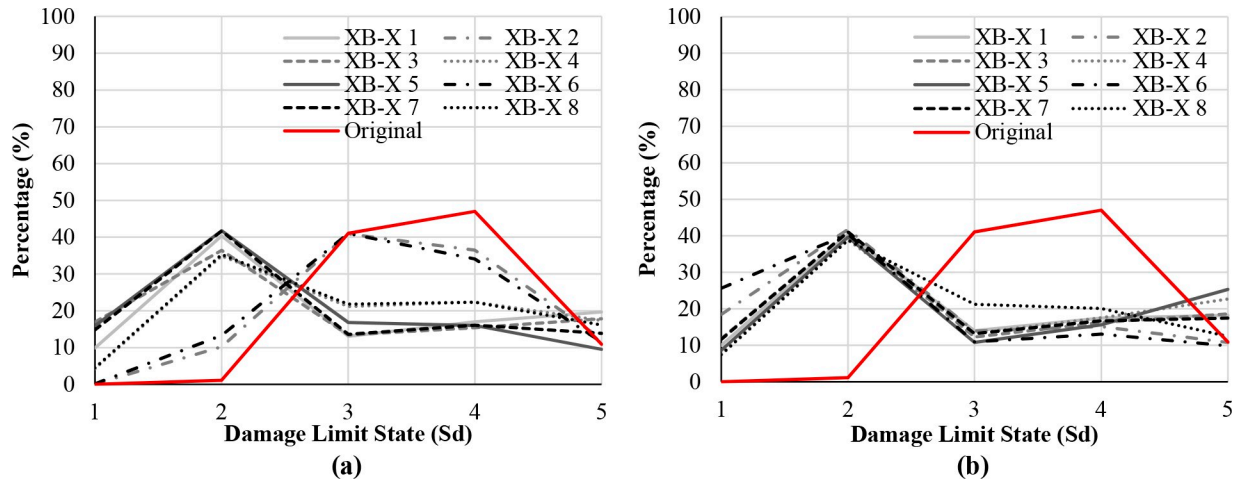 100
90
80
70
60
50
40
30
20
10
0
Percentage (%)
XB-X 1 XB-X 2
XB-X 3 XB-X 4
XB-X 5 XB-X 6
XB-X 7 XB-X 8
Original
1 2 3 4 5
Damage Limit State (Sd)
(a)
100
90
80
70
60
50
40
30
20
10
0
Percentage (%)
XB-X 1 XB-X 2
XB-X 3 XB-X 4
XB-X 5 XB-X 6
XB-X 7 XB-X 8
Original
1 2 3 4 5
Damage Limit State (Sd)
(b)